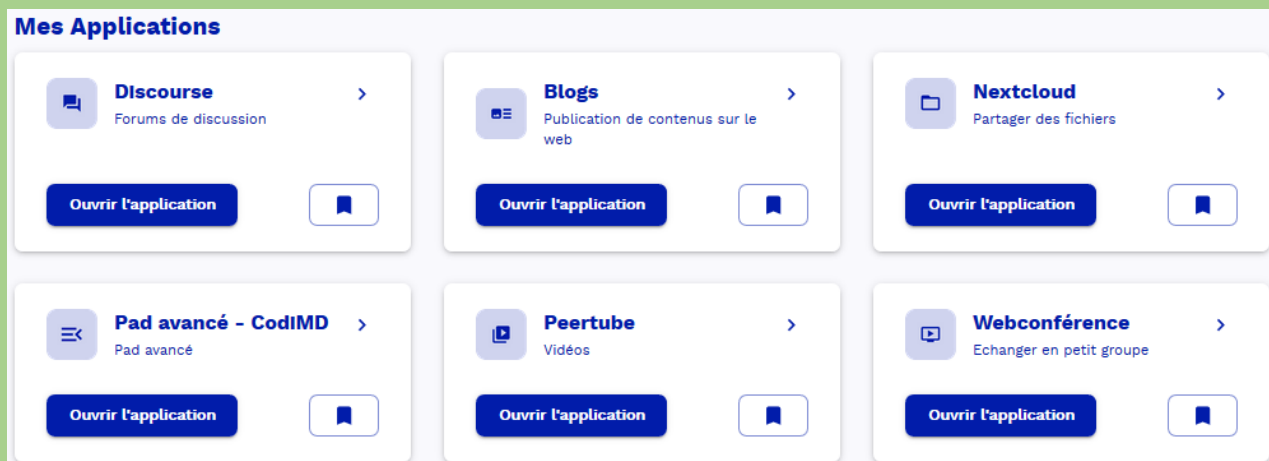 Mes Applications
Discourse
Forums de discussion
Ouvrir l'application
Blogs
Publication de contenus sur le
web
Ouvrir l'application
Nextcloud
Partager des fichiers
Ouvrir l'application
Pad avancé - CodiMD
Pad avancé
Ouvrir l'application
Peertube
Vidéos
Ouvrir l'application
Webconférence
Echanger en petit groupe
Ouvrir l'application